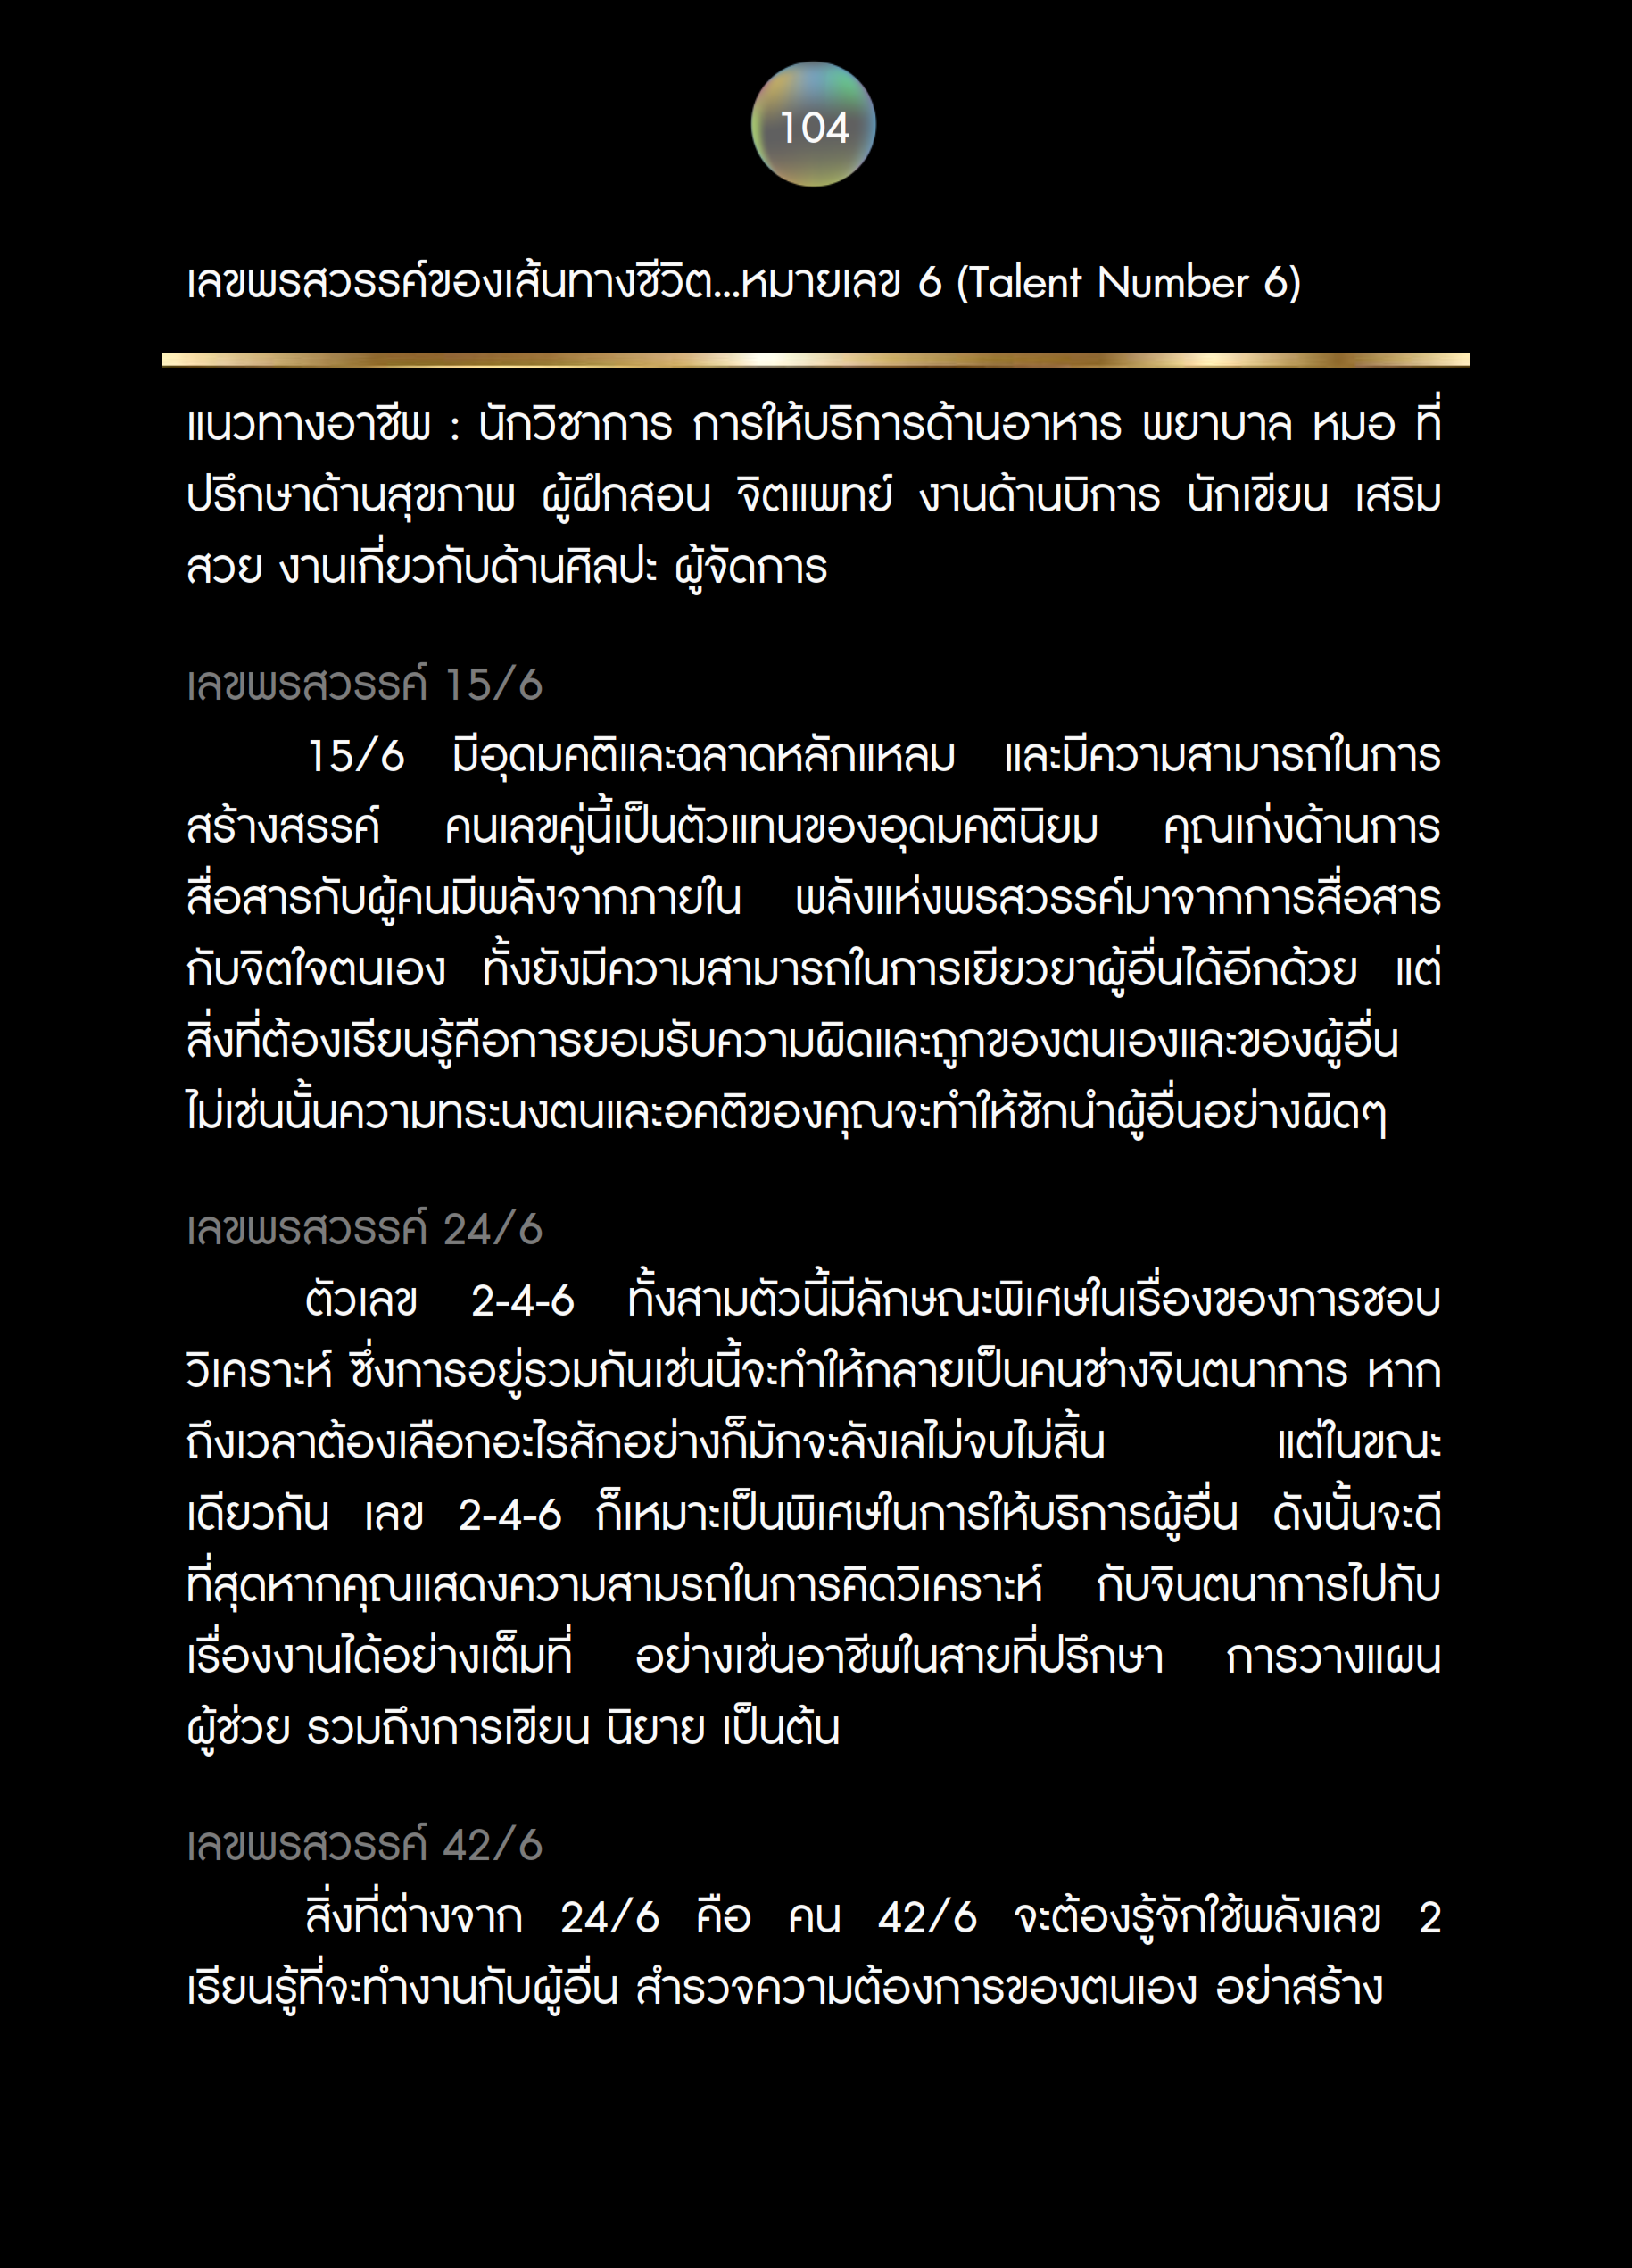 104
เลขพรสวรรค์ของเส้นทางชีวิต...หมายเลข 6 (Talent Number 6)
แนวทางอาชีพ : นักวิชาการ การให้บริการด้านอาหาร พยาบาล หมอ ที่
ปรึกษาด้านสุขภาพ ผู้ฝึกสอน จิตแพทย์ งานด้านบิการ นักเขียน เสริม
สวย งานเกี่ยวกับด้านศิลปะ ผู้จัดการ
เลขพรสวรรค์ 15/6
15/6 มีอุดมคติและฉลาดหลักแหลม และมีความสามารถในการ
สร้างสรรค์ คนเลขคู่นี้เป็นตัวแทนของอุดมคตินิยม คุณเก่งด้านการ
สื่อสารกับผู้คนมีพลังจากภายใน พลังแห่งพรสวรรค์มาจากการสื่อสาร
กับจิตใจตนเอง ทั้งยังมีความสามารถในการเยียวยาผู้อื่นได้อีกด้วย แต่
สิ่งที่ต้องเรียนรู้คือการยอมรับความผิดและถูกของตนเองและของผู้อื่น
ไม่เช่นนั้นความทระนงตนและอคติของคุณจะทำให้ชักนำผู้อื่นอย่างผิดๆ
เลขพรสวรรค์ 24/6
ตัวเลข 2-4-6 ทั้งสามตัวนี้มีลักษณะพิเศษในเรื่องของการชอบ
วิเคราะห์ ซึ่งการอยู่รวมกันเช่นนี้จะทำให้กลายเป็นคนช่างจินตนาการ หาก
ถึงเวลาต้องเลือกอะไรสักอย่างก็มักจะลังเลไม่จบไม่สิ้น แต่ในขณะ
เดียวกัน เลข 2-4-6 ก็เหมาะเป็นพิเศษในการให้บริการผู้อื่น ดังนั้นจะดี
ที่สุดหากคุณแสดงความสามรถในการคิดวิเคราะห์ กับจินตนาการไปกับ
เรื่องงานได้อย่างเต็มที่ อย่างเช่นอาชีพในสายที่ปรึกษา การวางแผน
ผู้ช่วย รวมถึงการเขียน นิยาย เป็นต้น
เลขพรสวรรค์ 42/6
สิ่งที่ต่างจาก 24/6 คือ คน 42/6 จะต้องรู้จักใช้พลังเลข 2
เรียนรู้ที่จะทำงานกับผู้อื่น สำรวจความต้องการของตนเอง อย่าสร้าง